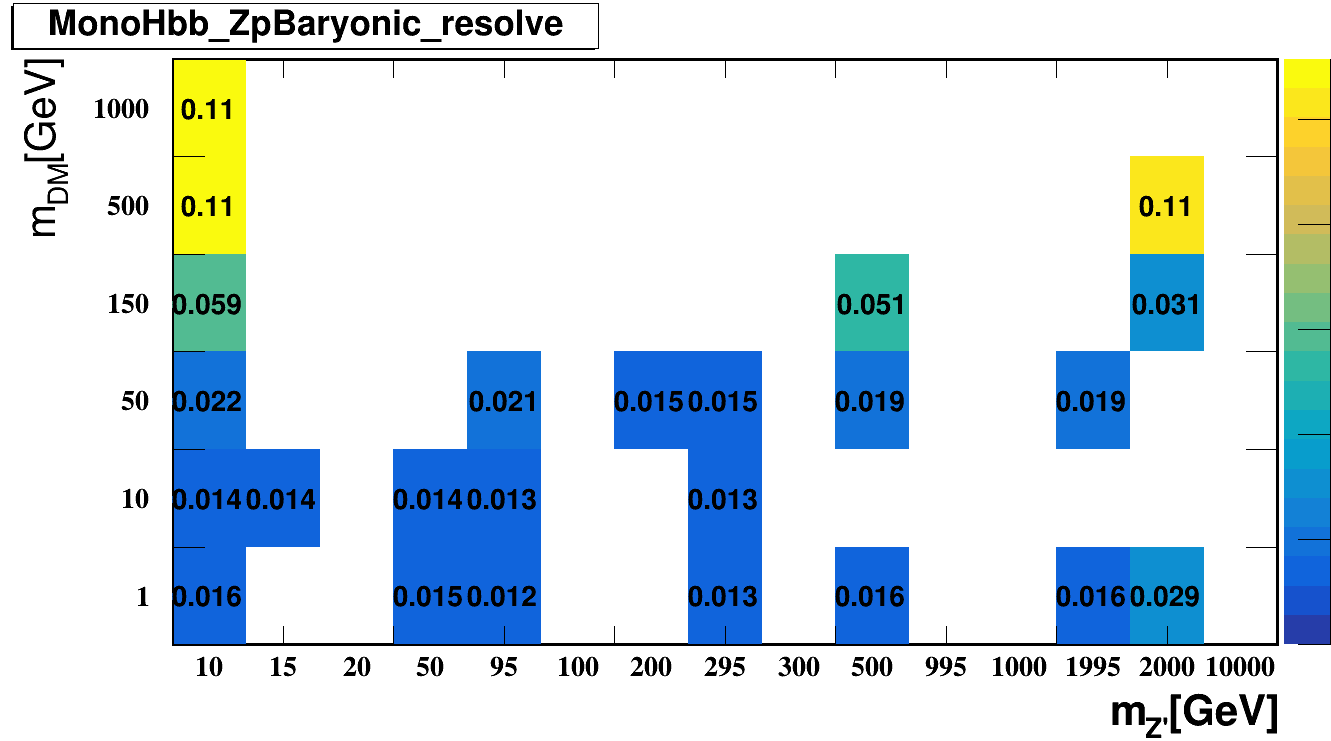 MonoHbb_ZpBaryonic_resolve
m_DM[GeV]
1000 0.11
500 0.11 0.11
150 0.059 0.051 0.031
50 0.022 0.021 0.015 0.015 0.019 0.019
10 0.014 0.014 0.014 0.013 0.013
1 0.016 0.015 0.012 0.013 0.016 0.016 0.029
10 15 20 50 95 100 200 295 300 500 995 1000 1995 2000 10000
m_Z'[GeV]